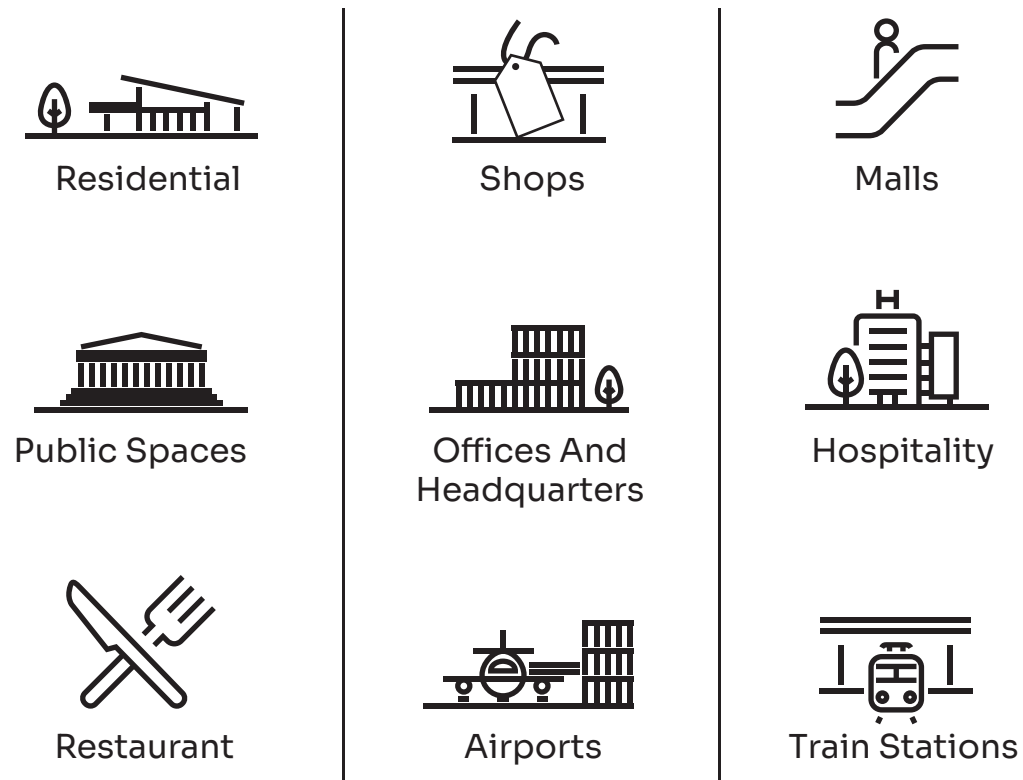 Residential
Shops
Malls
Public Spaces
Offices And
Headquarters
H
Hospitality
Restaurant
Airports
Train Stations